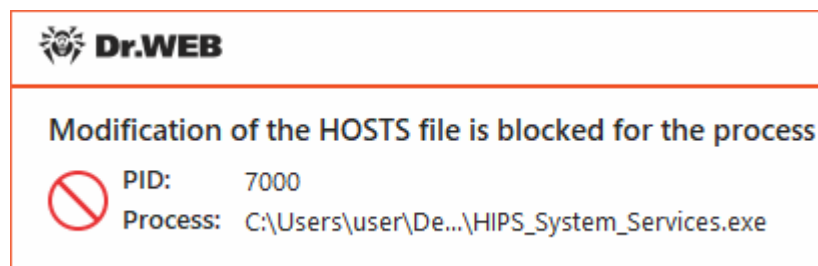 Dr.WEB
Modification of the HOSTS file is blocked for the process
PID: 7000
Process: C:\Users\user\De...\HIPS_System_Services.exe